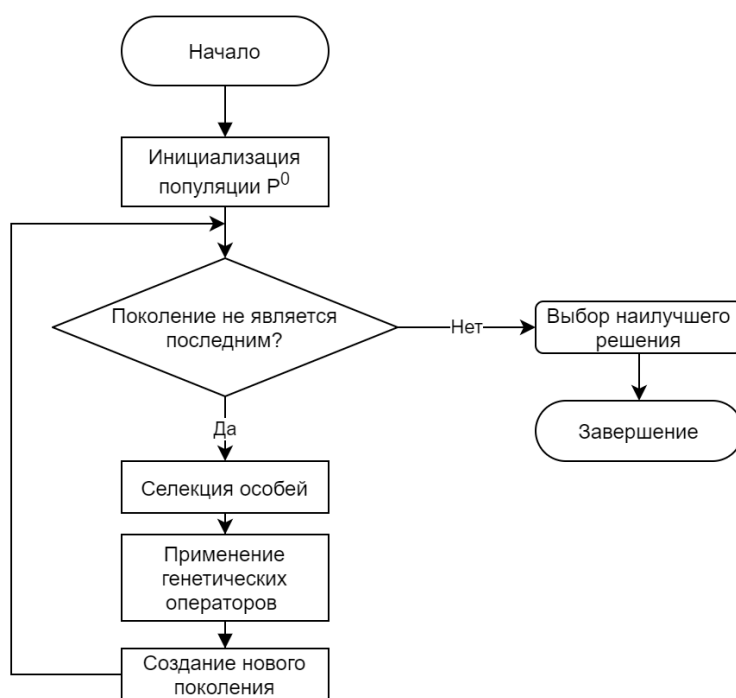 Начало
Инициализация
популяции P⁰
Поколение не является
последним?
Нет
Выбор наилучшего
решения
Завершение
Да
Селекция особей
Применение
генетических
операторов
Создание нового
поколения